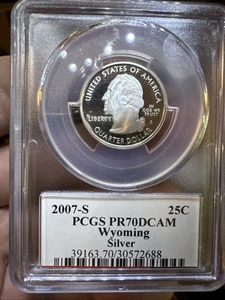 UNITED STATES OF AMERICA
LIBERTY
IN
GOD WE
TRUST
S
QUARTER DOLLAR
2007-S 25C
PCGS PR70DCAM
Wyoming
Silver
39163.70/30572688